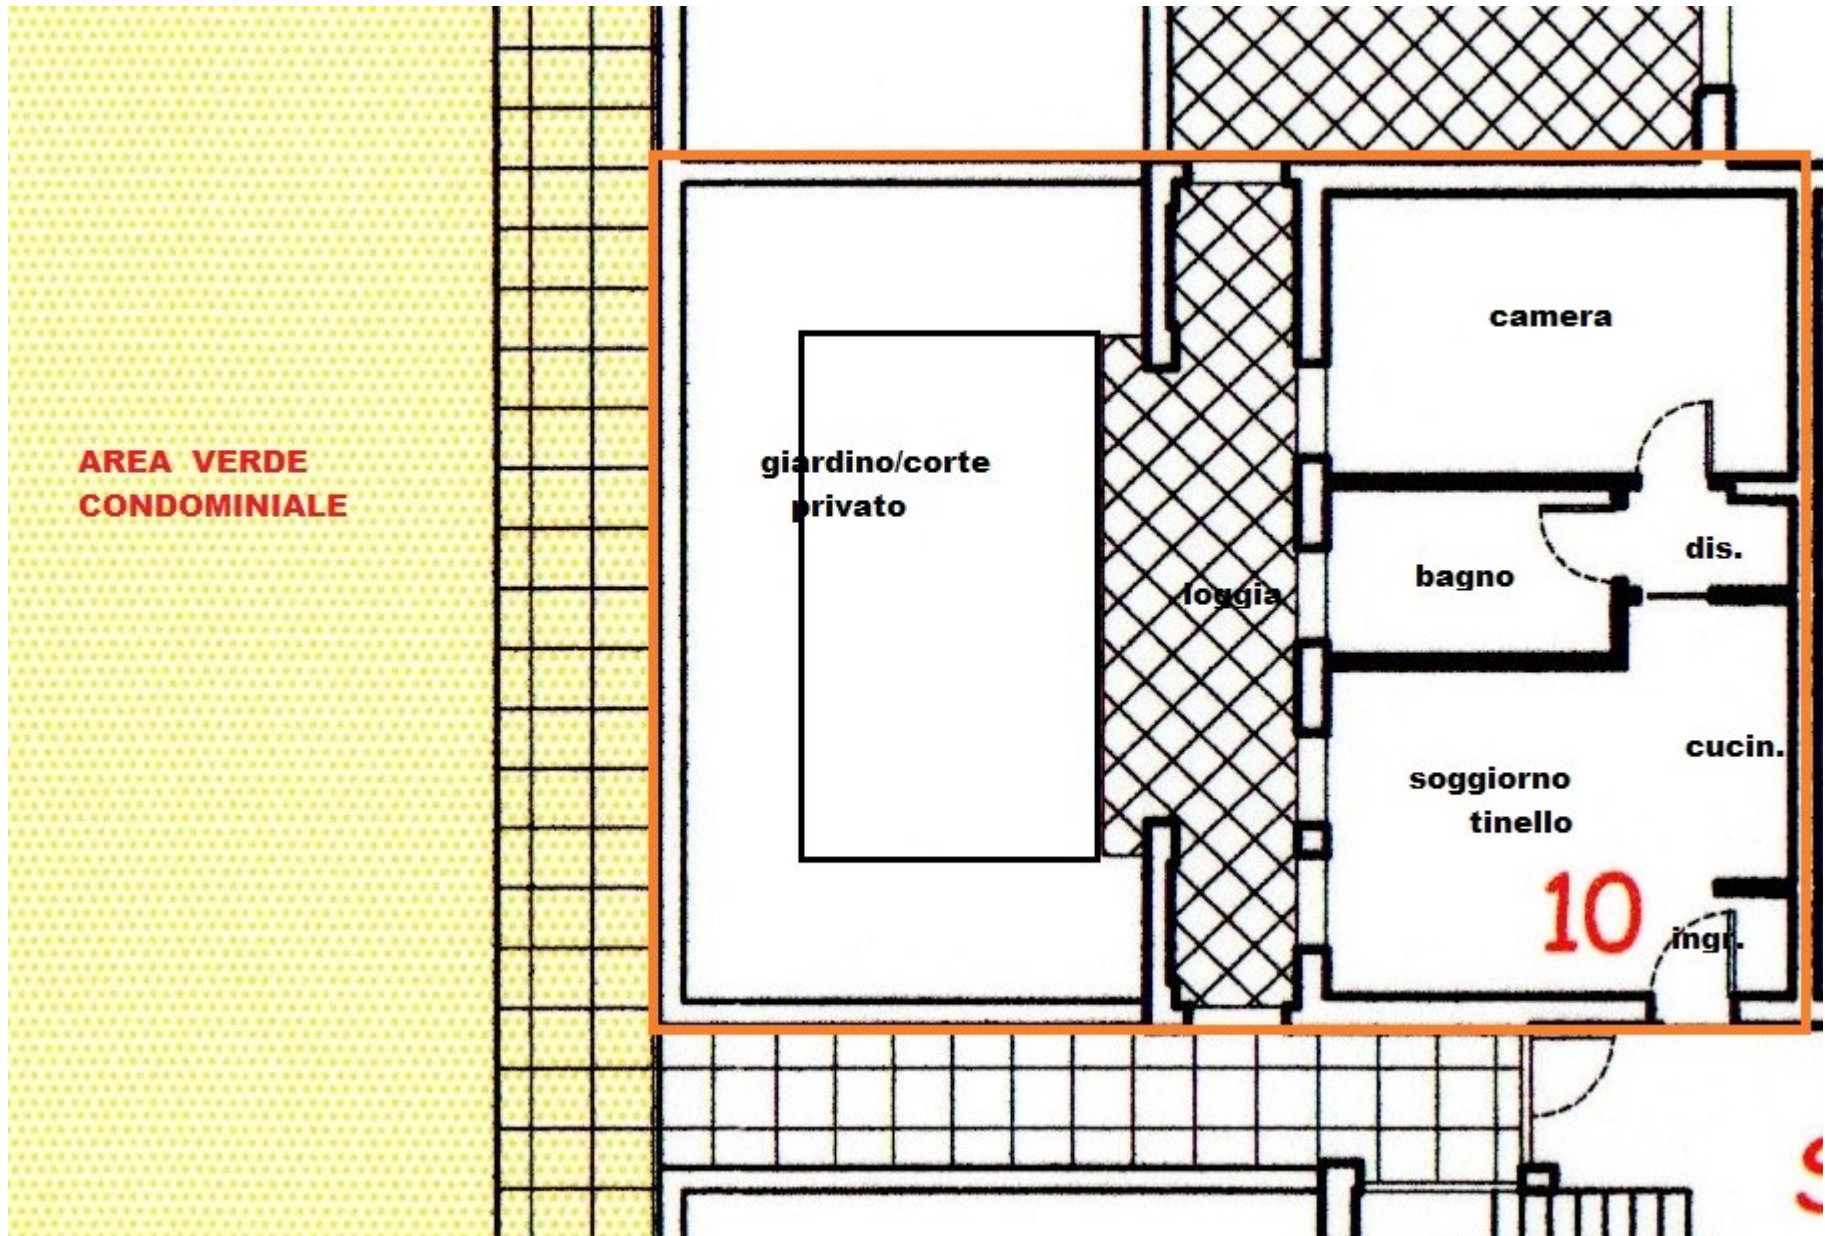 camera
AREA VERDE
CONDOMINIALE
giardino/corte
privato
loggia
bagno
dis.
cucin.
soggiorno
tinello
10
ingr.